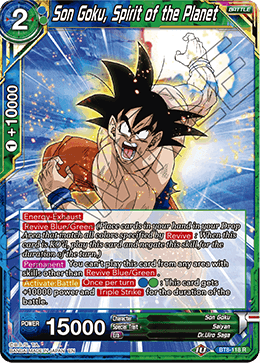 2
Son Goku, Spirit of the Planet
BATTLE
1 +10000
Energy-Exhaust
Revive Blue/Green (Place cards in your hand in your Drop
Area that match all colors specified by Revive : When this
card is KO'd, play this card and negate this skill for the
duration of the turn.)
Permanent You can't play this card from any area with
skills other than Revive Blue/Green.
Activate: Battle Once per turn : This card gets
+10000 power and Triple Strike for the duration of the
battle.
POWER 15000
Character Son Goku
Special Trait Saiyan
Era Dr.Uiro Saga
BT8-118 R